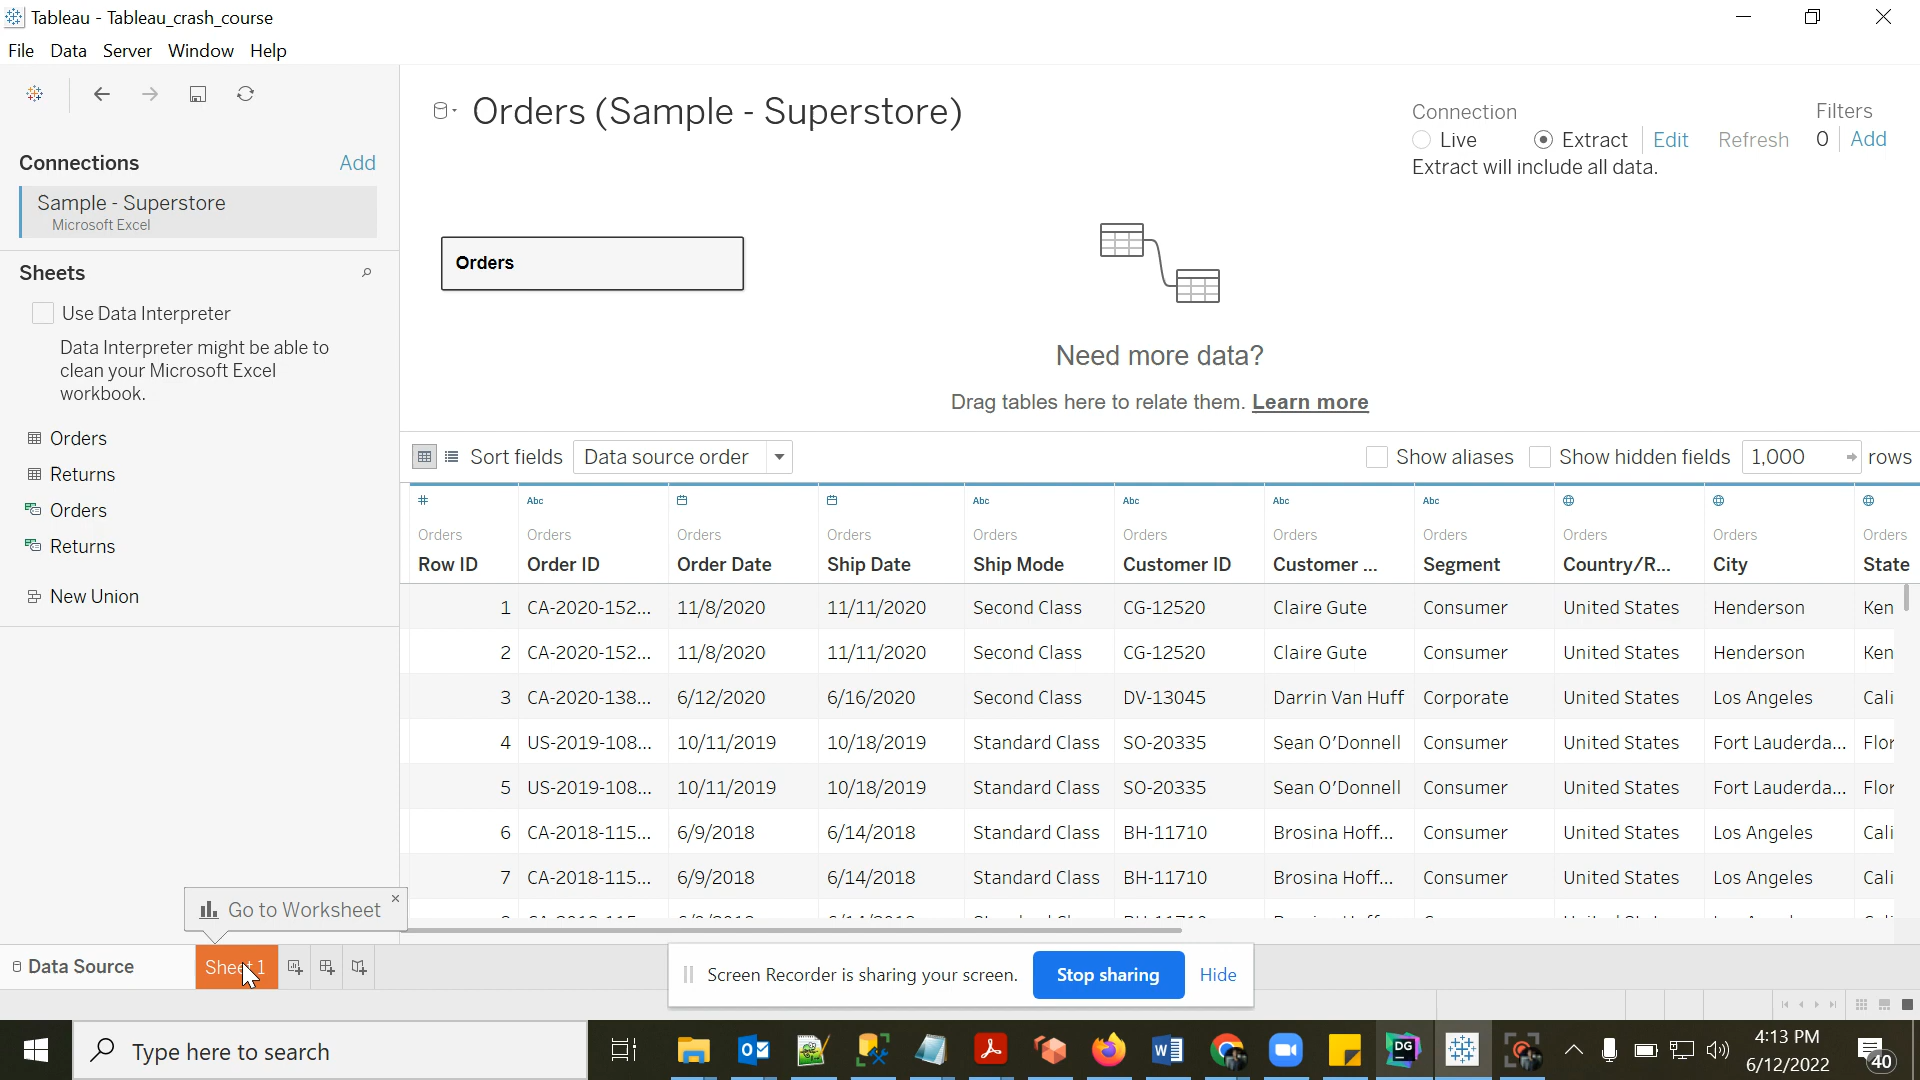 Tableau - Tableau_crash_course
File Data Server Window Help
Orders (Sample - Superstore)
Connection
Live Extract Edit Refresh
Extract will include all data.
Filters
0 Add
Connections Add
Sample - Superstore
Microsoft Excel
Sheets
Use Data Interpreter
Data Interpreter might be able to
clean your Microsoft Excel
workbook.
Orders
Returns
Orders
Returns
New Union
Orders
Need more data?
Drag tables here to relate them. Learn more
Sort fields Data source order Show aliases Show hidden fields 1,000 rows
# Abc Abc Abc Abc Abc
Orders Orders Orders Orders Orders Orders Orders Orders Orders Orders Orders
Row ID Order ID Order Date Ship Date Ship Mode Customer ID Customer ... Segment Country/R... City State
1 CA-2020-152... 11/8/2020 11/11/2020 Second Class CG-12520 Claire Gute Consumer United States Henderson Ken
2 CA-2020-152... 11/8/2020 11/11/2020 Second Class CG-12520 Claire Gute Consumer United States Henderson Ken
3 CA-2020-138... 6/12/2020 6/16/2020 Second Class DV-13045 Darrin Van Huff Corporate United States Los Angeles Cali
4 US-2019-108... 10/11/2019 10/18/2019 Standard Class SO-20335 Sean O'Donnell Consumer United States Fort Lauderda... Flor
5 US-2019-108... 10/11/2019 10/18/2019 Standard Class SO-20335 Sean O'Donnell Consumer United States Fort Lauderda... Flor
6 CA-2018-115... 6/9/2018 6/14/2018 Standard Class BH-11710 Brosina Hoff... Consumer United States Los Angeles Cali
7 CA-2018-115... 6/9/2018 6/14/2018 Standard Class BH-11710 Brosina Hoff... Consumer United States Los Angeles Cali
Go to Worksheet
Data Source Sheet 1
Screen Recorder is sharing your screen. Stop sharing Hide
Type here to search
DG
4:13 PM
6/12/2022
40